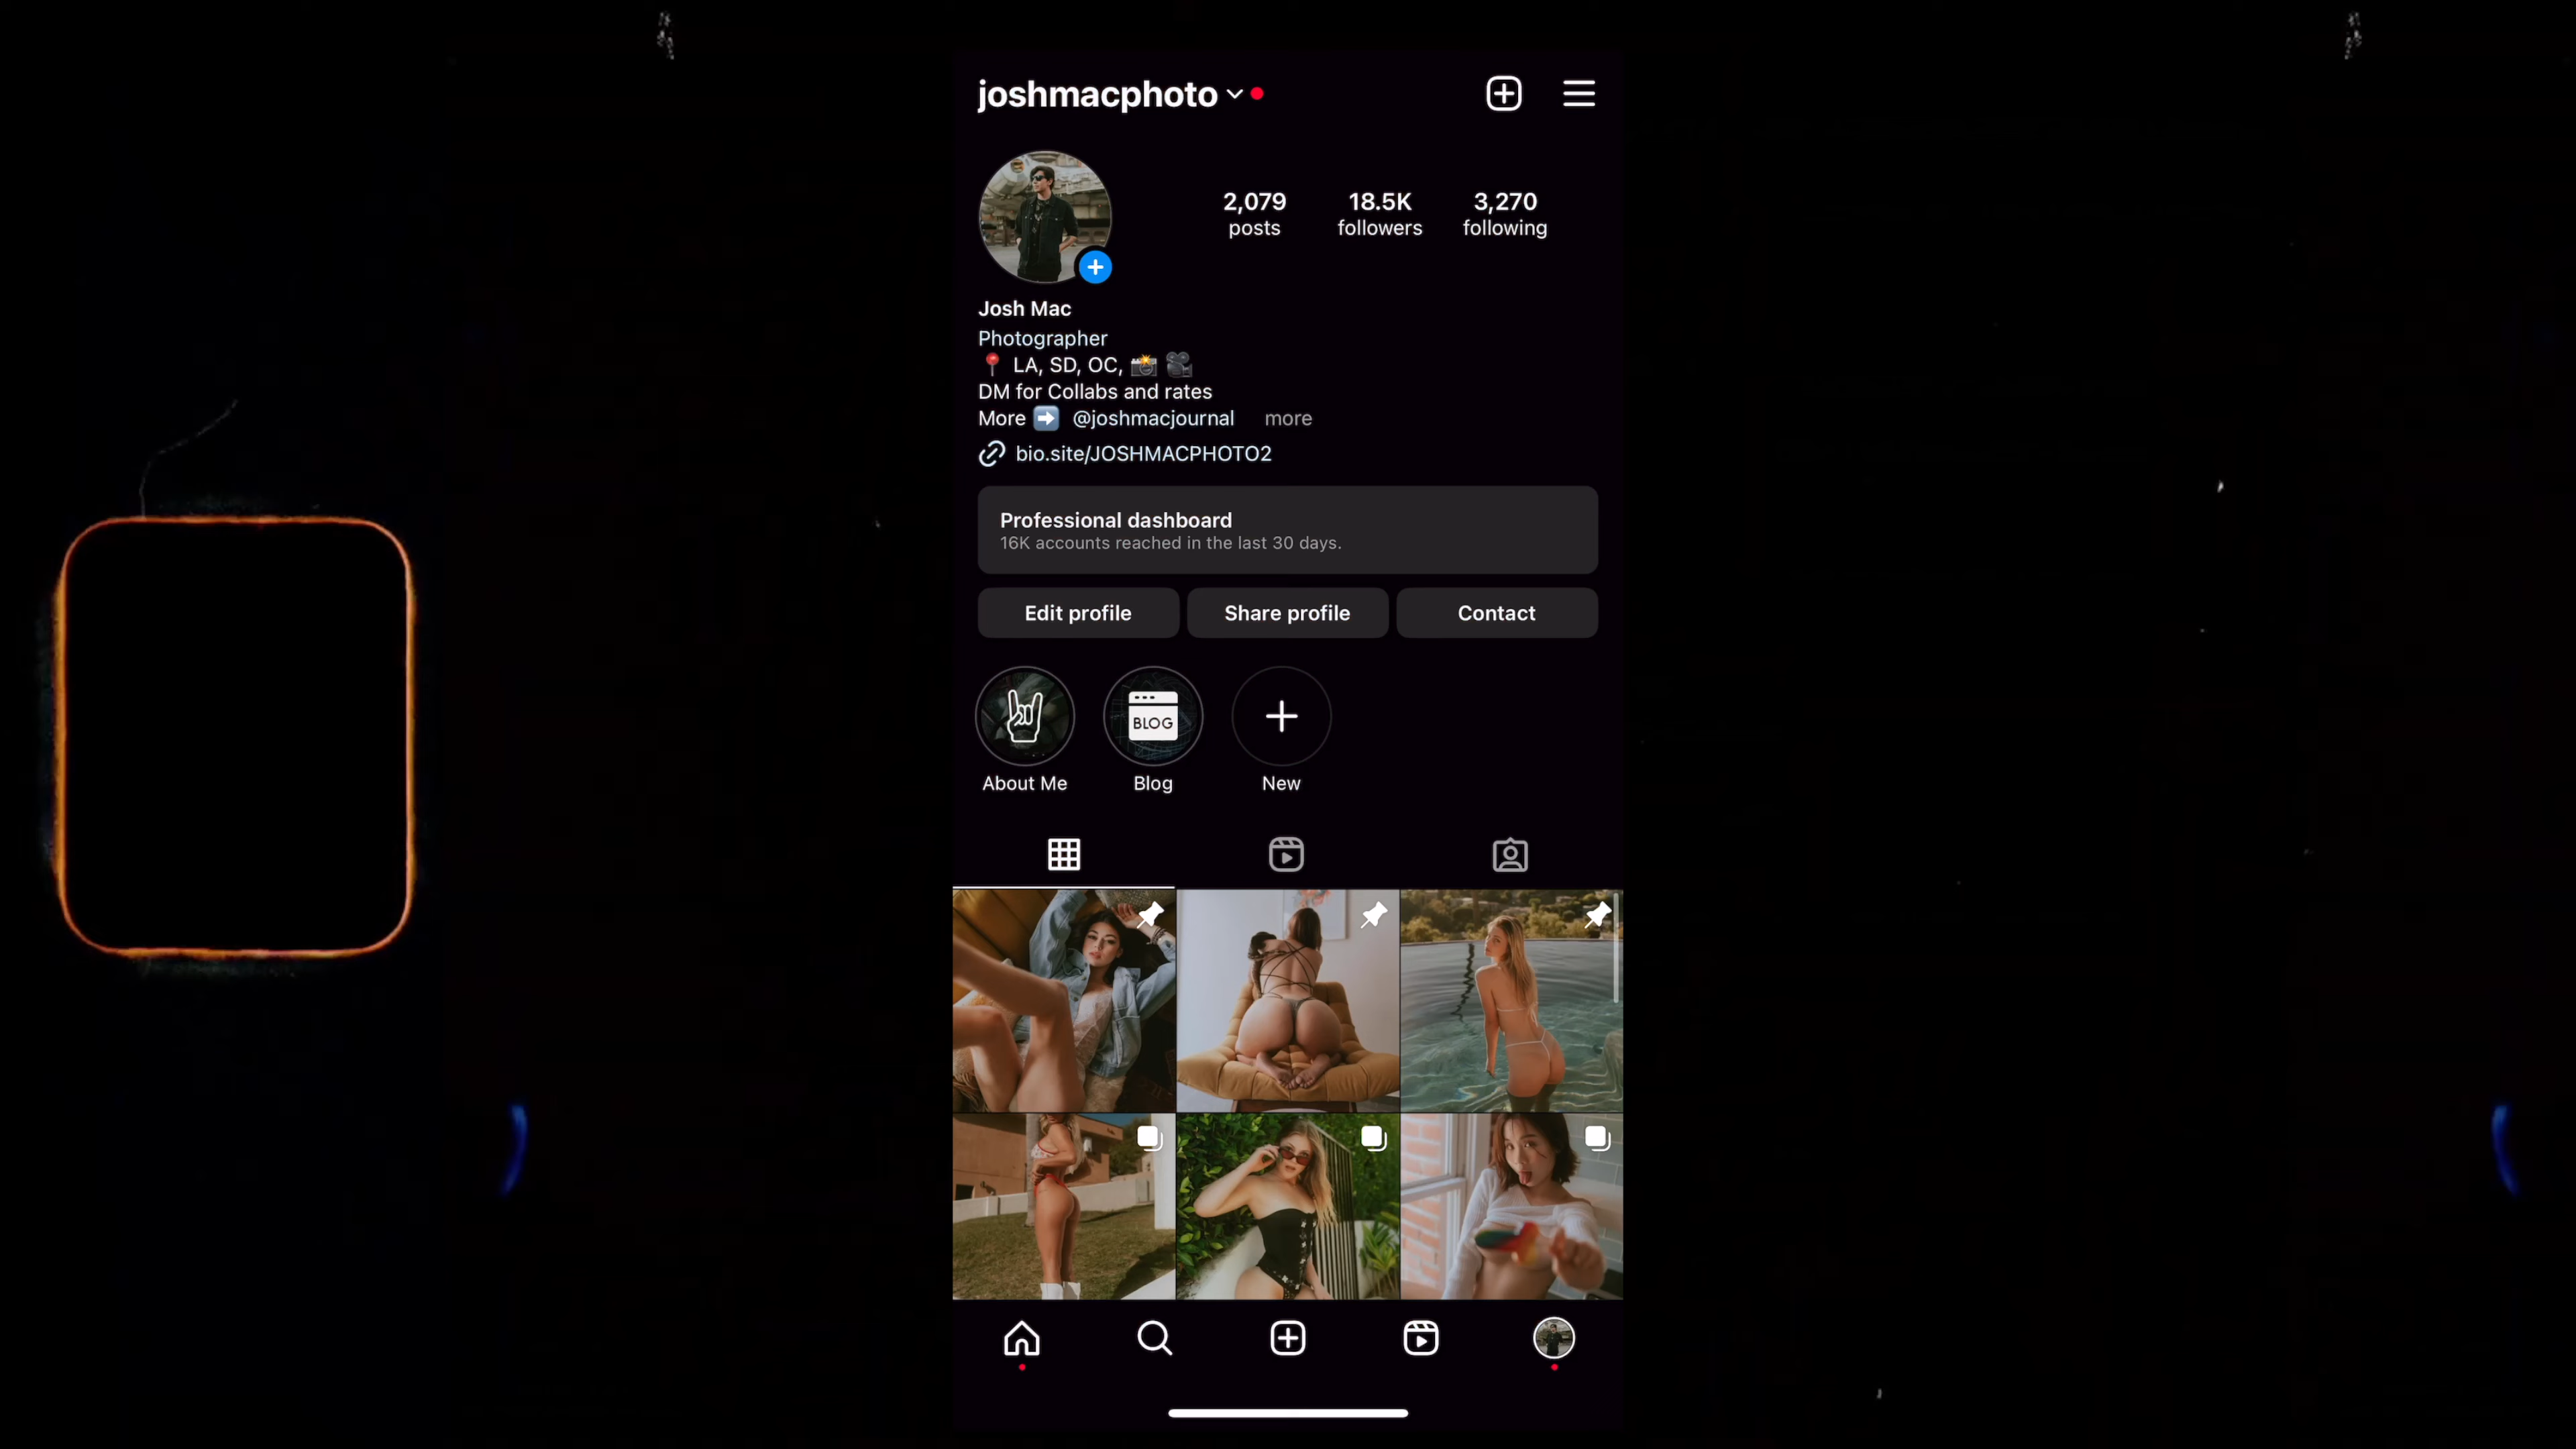 joshmacphoto
2,079 18.5K 3,270
posts followers following
Josh Mac
Photographer
📍 LA, SD, OC, 📸 🎥
DM for Collabs and rates
More ➡️ @joshmacjournal more
bio.site/JOSHMACPHOTO2
Professional dashboard
16K accounts reached in the last 30 days.
Edit profile Share profile Contact
BLOG
About Me Blog New